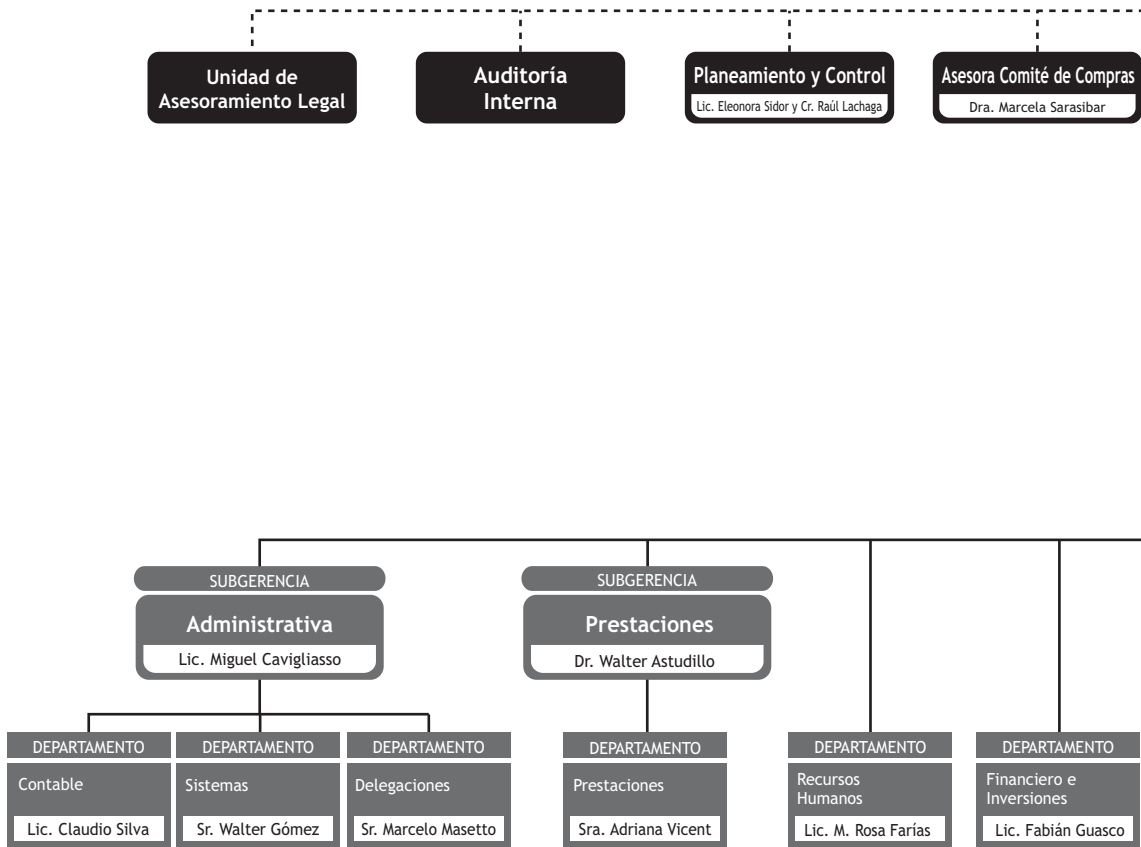 Unidad de
Asesoramiento Legal
Auditoría
Interna
Planeamiento y Control
Lic. Eleonora Sidor y Cr. Raúl Lachaga
Asesora Comité de Compras
Dra. Marcela Sarasibar
SUBGERENCIA
Administrativa
Lic. Miguel Cavigliasso
SUBGERENCIA
Prestaciones
Dr. Walter Astudillo
DEPARTAMENTO
Contable
Lic. Claudio Silva
DEPARTAMENTO
Sistemas
Sr. Walter Gómez
DEPARTAMENTO
Delegaciones
Sr. Marcelo Masetto
DEPARTAMENTO
Prestaciones
Sra. Adriana Vicent
DEPARTAMENTO
Recursos
Humanos
Lic. M. Rosa Farías
DEPARTAMENTO
Financiero e
Inversiones
Lic. Fabián Guasco